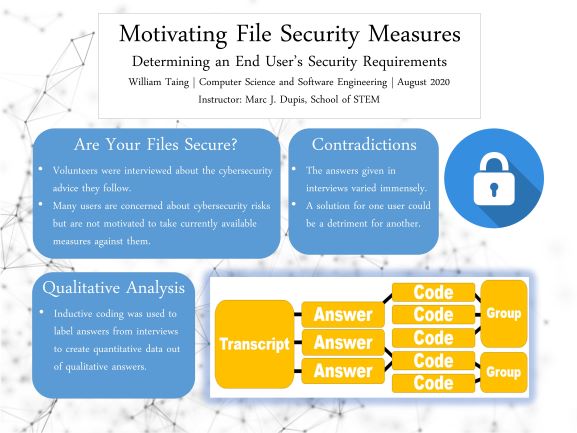 Motivating File Security Measures
Determining an End User's Security Requirements
William Taing | Computer Science and Software Engineering | August 2020
Instructor: Marc J. Dupis, School of STEM
Are Your Files Secure?
• Volunteers were interviewed about the cybersecurity
advice they follow.
• Many users are concerned about cybersecurity risks
but are not motivated to take currently available
measures against them.
Contradictions
• The answers given in
interviews varied immensely.
• A solution for one user could
be a detriment for another.
Qualitative Analysis
• Inductive coding was used to
label answers from interviews
to create quantitative data out
of qualitative answers.
Transcript
Answer
Answer
Answer
Code
Code
Code
Code
Code
Group
Group